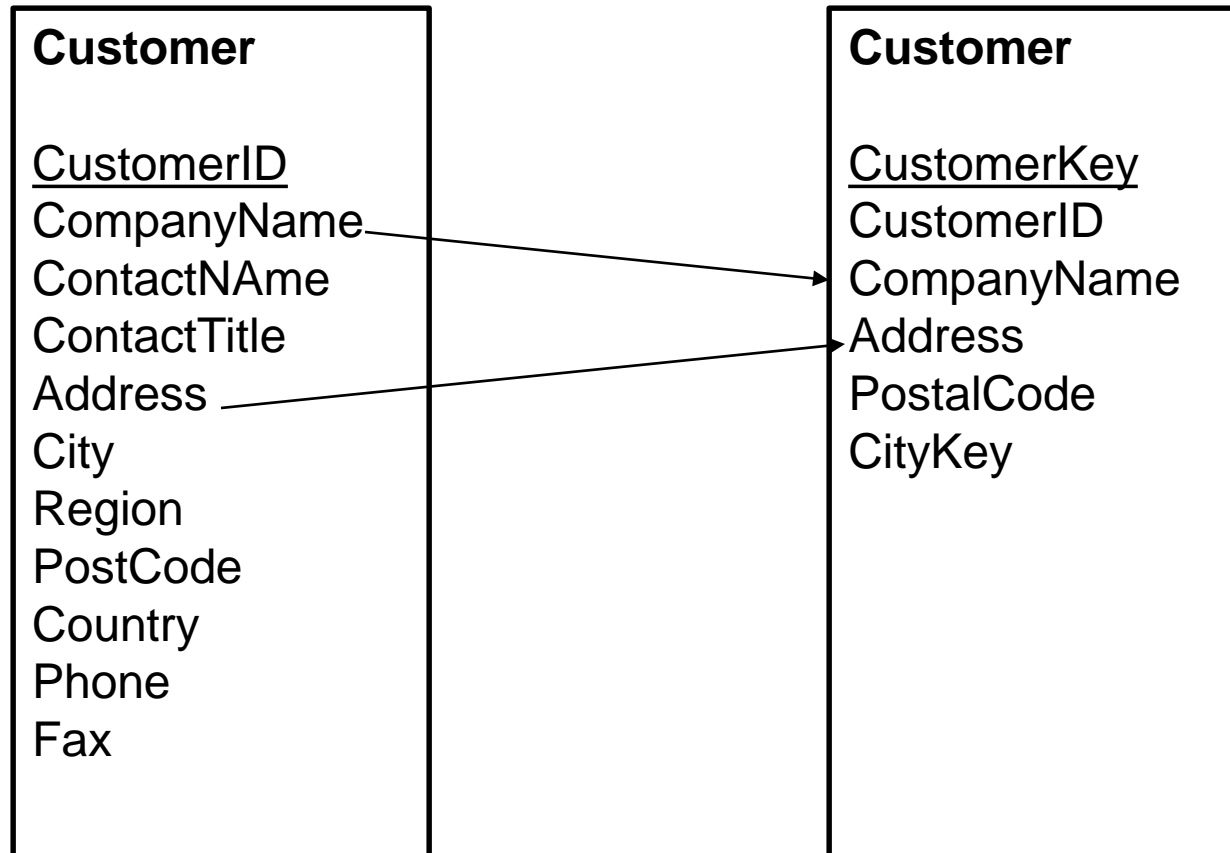 Customer
CustomerID
CompanyName
ContactNAme
ContactTitle
Address
City
Region
PostCode
Country
Phone
Fax
Customer
CustomerKey
CustomerID
CompanyName
Address
PostalCode
CityKey